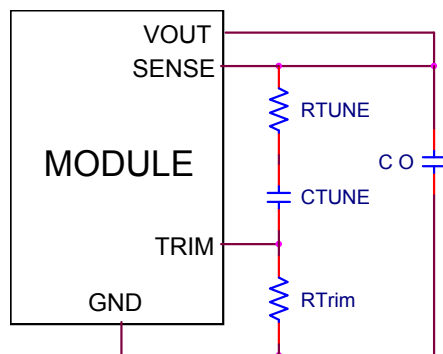 VOUT
SENSE
RTUNE
MODULE
C O
CTUNE
TRIM
GND
RTrim